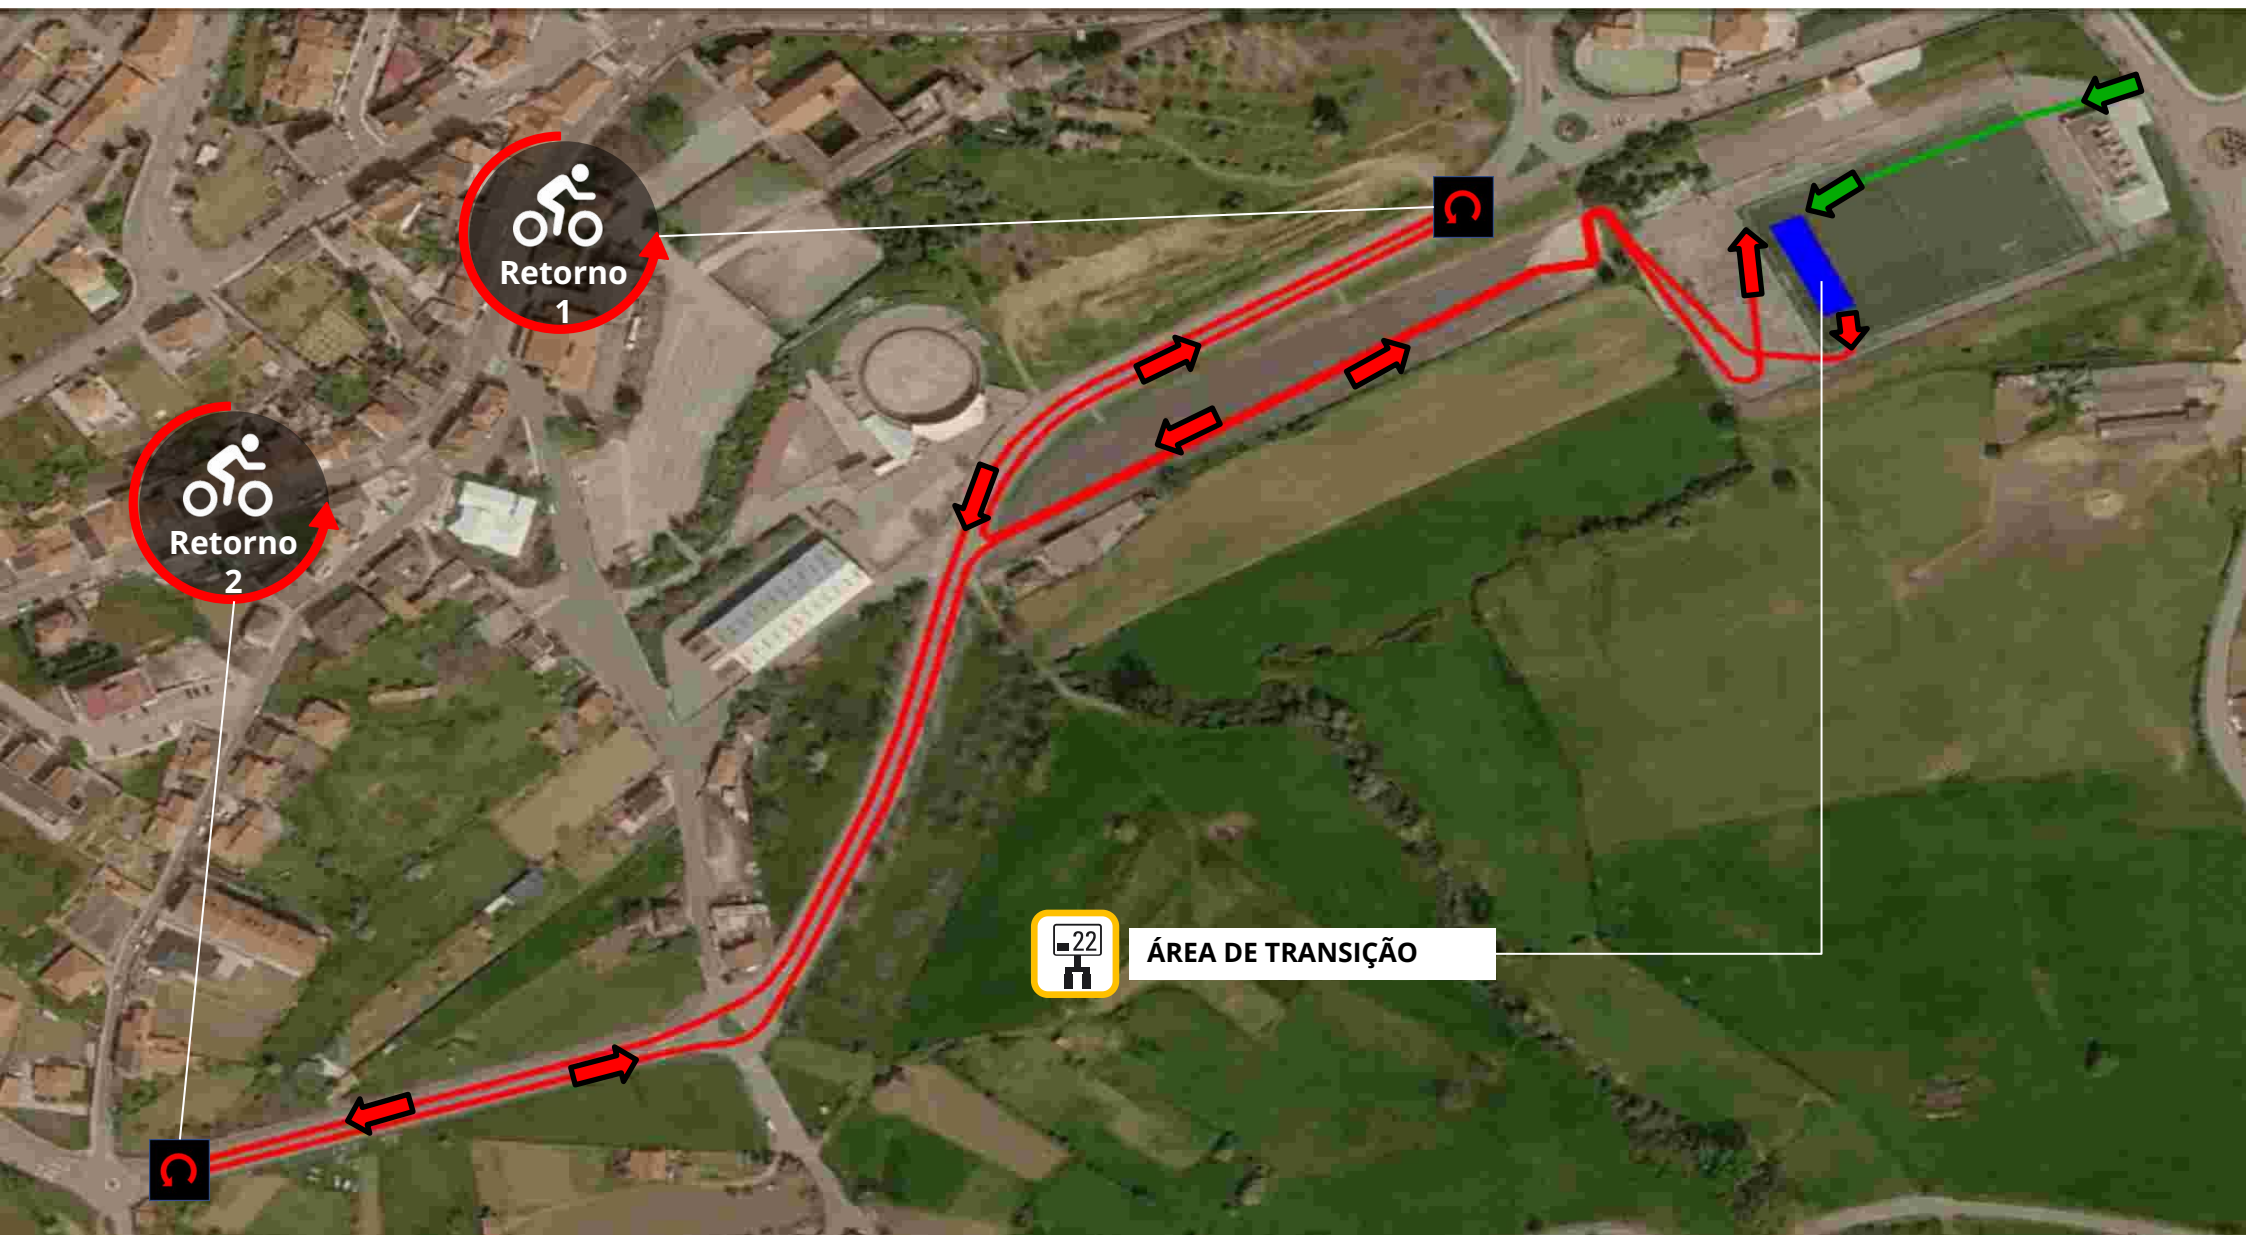 Retorno
1
Retorno
2
22
ÁREA DE TRANSIÇÃO